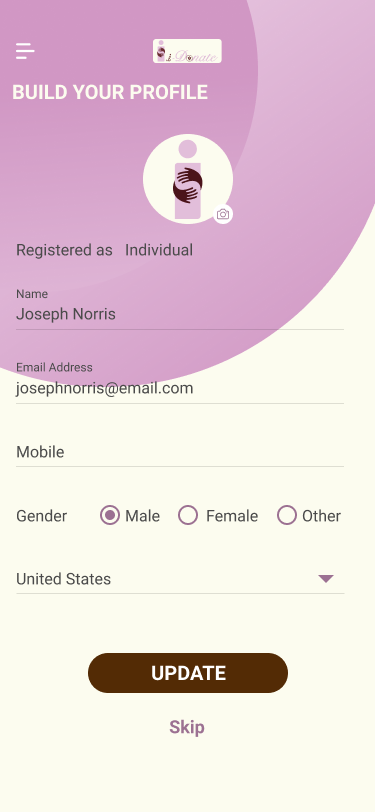 i Donate
BUILD YOUR PROFILE
Registered as Individual
Name
Joseph Norris
Email Address
josephnorris@email.com
Mobile
Gender Male Female Other
United States
UPDATE
Skip